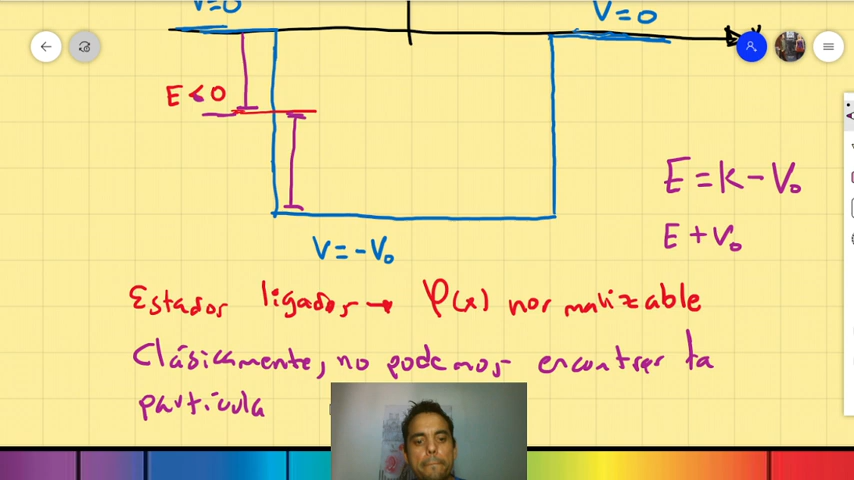 V=0
V=0
E<0
E=K-V₀
E+V₀
V=-V₀
Estados ligados → φ(x) normalizable
Clásicamente, no podemos encontrar la
partícula